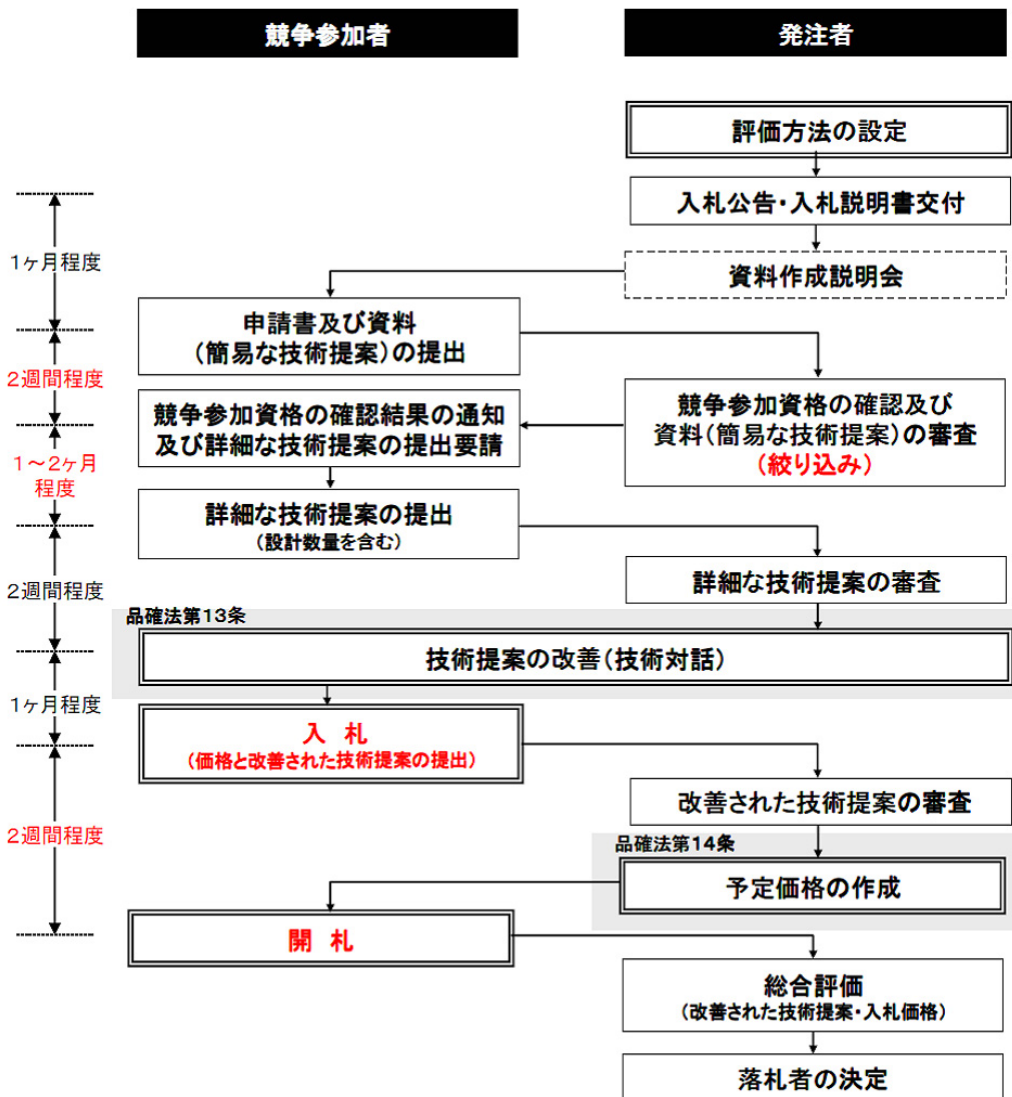 競争参加者
発注者
評価方法の設定
入札公告・入札説明書交付
1ヶ月程度
資料作成説明会
申請書及び資料
(簡易な技術提案)の提出
2週間程度
競争参加資格の確認及び
資料(簡易な技術提案)の審査
(絞り込み)
競争参加資格の確認結果の通知
及び詳細な技術提案の提出要請
1〜2ヶ月
程度
詳細な技術提案の提出
(設計数量を含む)
2週間程度
詳細な技術提案の審査
品確法第13条
技術提案の改善(技術対話)
1ヶ月程度
入 札
(価格と改善された技術提案の提出)
改善された技術提案の審査
2週間程度
品確法第14条
予定価格の作成
開 札
総合評価
(改善された技術提案・入札価格)
落札者の決定